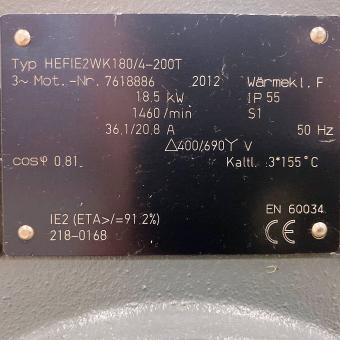 Typ HEFIE2WK180/4-200T
3~ Mot.-Nr. 7618886 2012 Wärmekl. F
18.5 kW IP 55
1460 /min S1
36,1/20.8 A 50 Hz
△400/690Y V
cosφ 0.81 Kaltl. 3*155°C
IE2 (ETA>/=91.2%) EN 60034
218-0168 CE